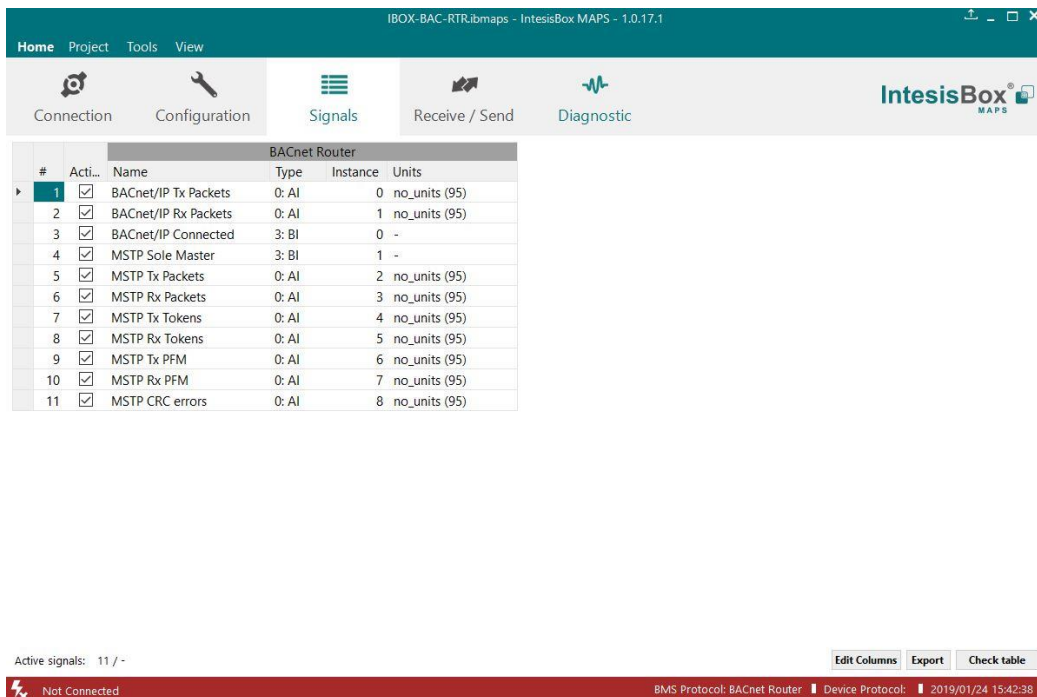 IBOX-BAC-RTR.ibmaps - IntesisBox MAPS - 1.0.17.1
Home Project Tools View
Connection Configuration Signals Receive / Send Diagnostic
IntesisBox®
MAPS
BACnet Router
# Acti... Name Type Instance Units
1 BACnet/IP Tx Packets 0: AI 0 no_units (95)
2 BACnet/IP Rx Packets 0: AI 1 no_units (95)
3 BACnet/IP Connected 3: BI 0 -
4 MSTP Sole Master 3: BI 1 -
5 MSTP Tx Packets 0: AI 2 no_units (95)
6 MSTP Rx Packets 0: AI 3 no_units (95)
7 MSTP Tx Tokens 0: AI 4 no_units (95)
8 MSTP Rx Tokens 0: AI 5 no_units (95)
9 MSTP Tx PFM 0: AI 6 no_units (95)
10 MSTP Rx PFM 0: AI 7 no_units (95)
11 MSTP CRC errors 0: AI 8 no_units (95)
Active signals: 11 / -
Edit Columns Export Check table
Not Connected
BMS Protocol: BACnet Router Device Protocol: 2019/01/24 15:42:38